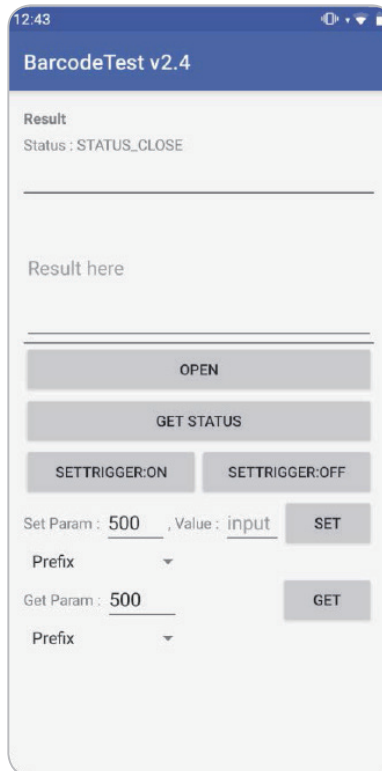 12:43
BarcodeTest v2.4
Result
Status : STATUS_CLOSE
Result here
OPEN
GET STATUS
SETTRIGGER:ON SETTRIGGER:OFF
Set Param : 500 , Value : input SET
Prefix
Get Param : 500 GET
Prefix